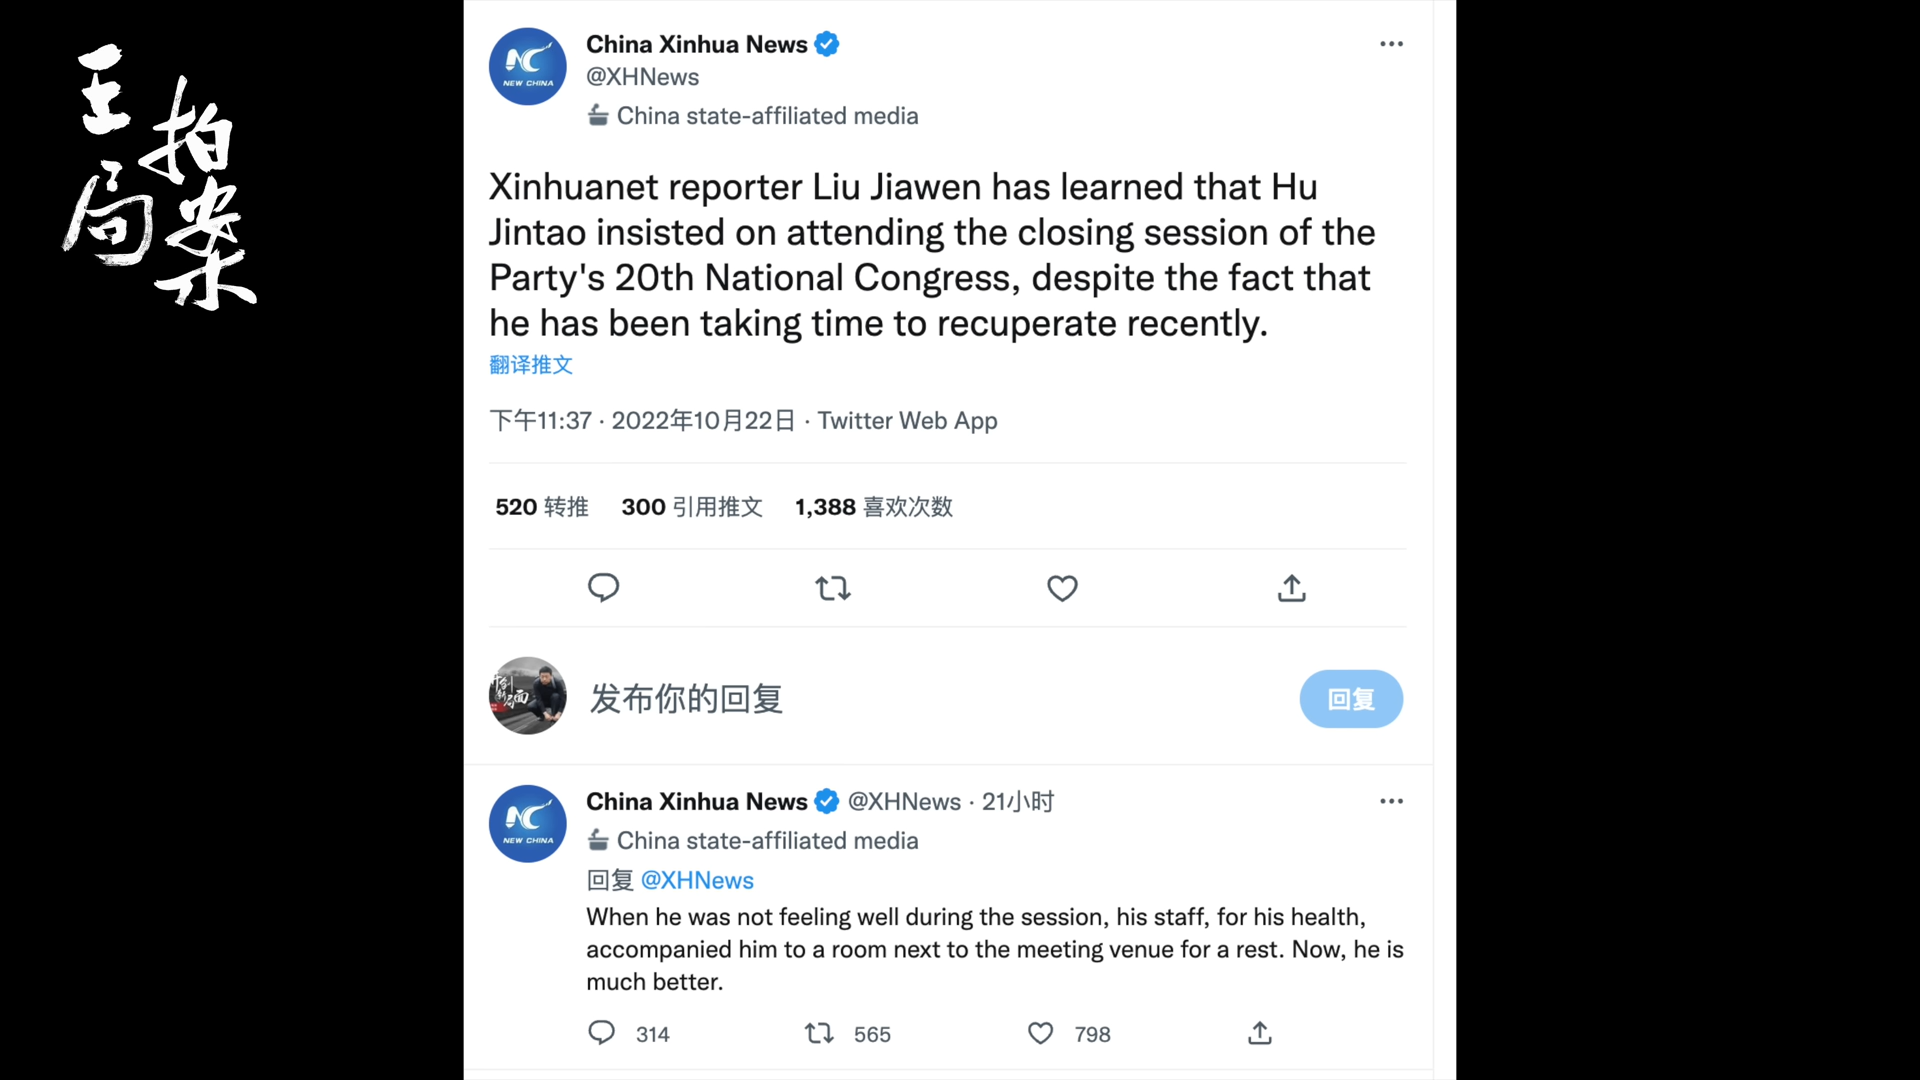 王局拍案
China Xinhua News
@XHNews
China state-affiliated media
Xinhuanet reporter Liu Jiawen has learned that Hu
Jintao insisted on attending the closing session of the
Party's 20th National Congress, despite the fact that
he has been taking time to recuperate recently.
翻译推文
下午11:37 · 2022年10月22日 · Twitter Web App
520 转推 300 引用推文 1,388 喜欢次数
发布你的回复
回复
China Xinhua News @XHNews · 21小时
China state-affiliated media
回复 @XHNews
When he was not feeling well during the session, his staff, for his health,
accompanied him to a room next to the meeting venue for a rest. Now, he is
much better.
314 565 798
NEW CHINA
NEW CHINA